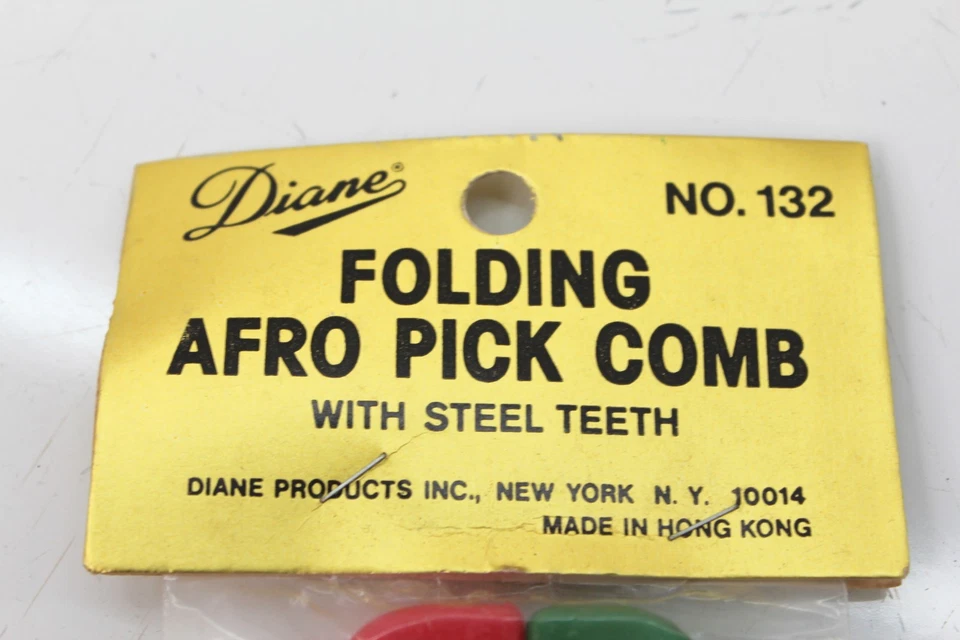 Diane®
NO. 132
FOLDING
AFRO PICK COMB
WITH STEEL TEETH
DIANE PRODUCTS INC., NEW YORK N. Y. 10014
MADE IN HONG KONG